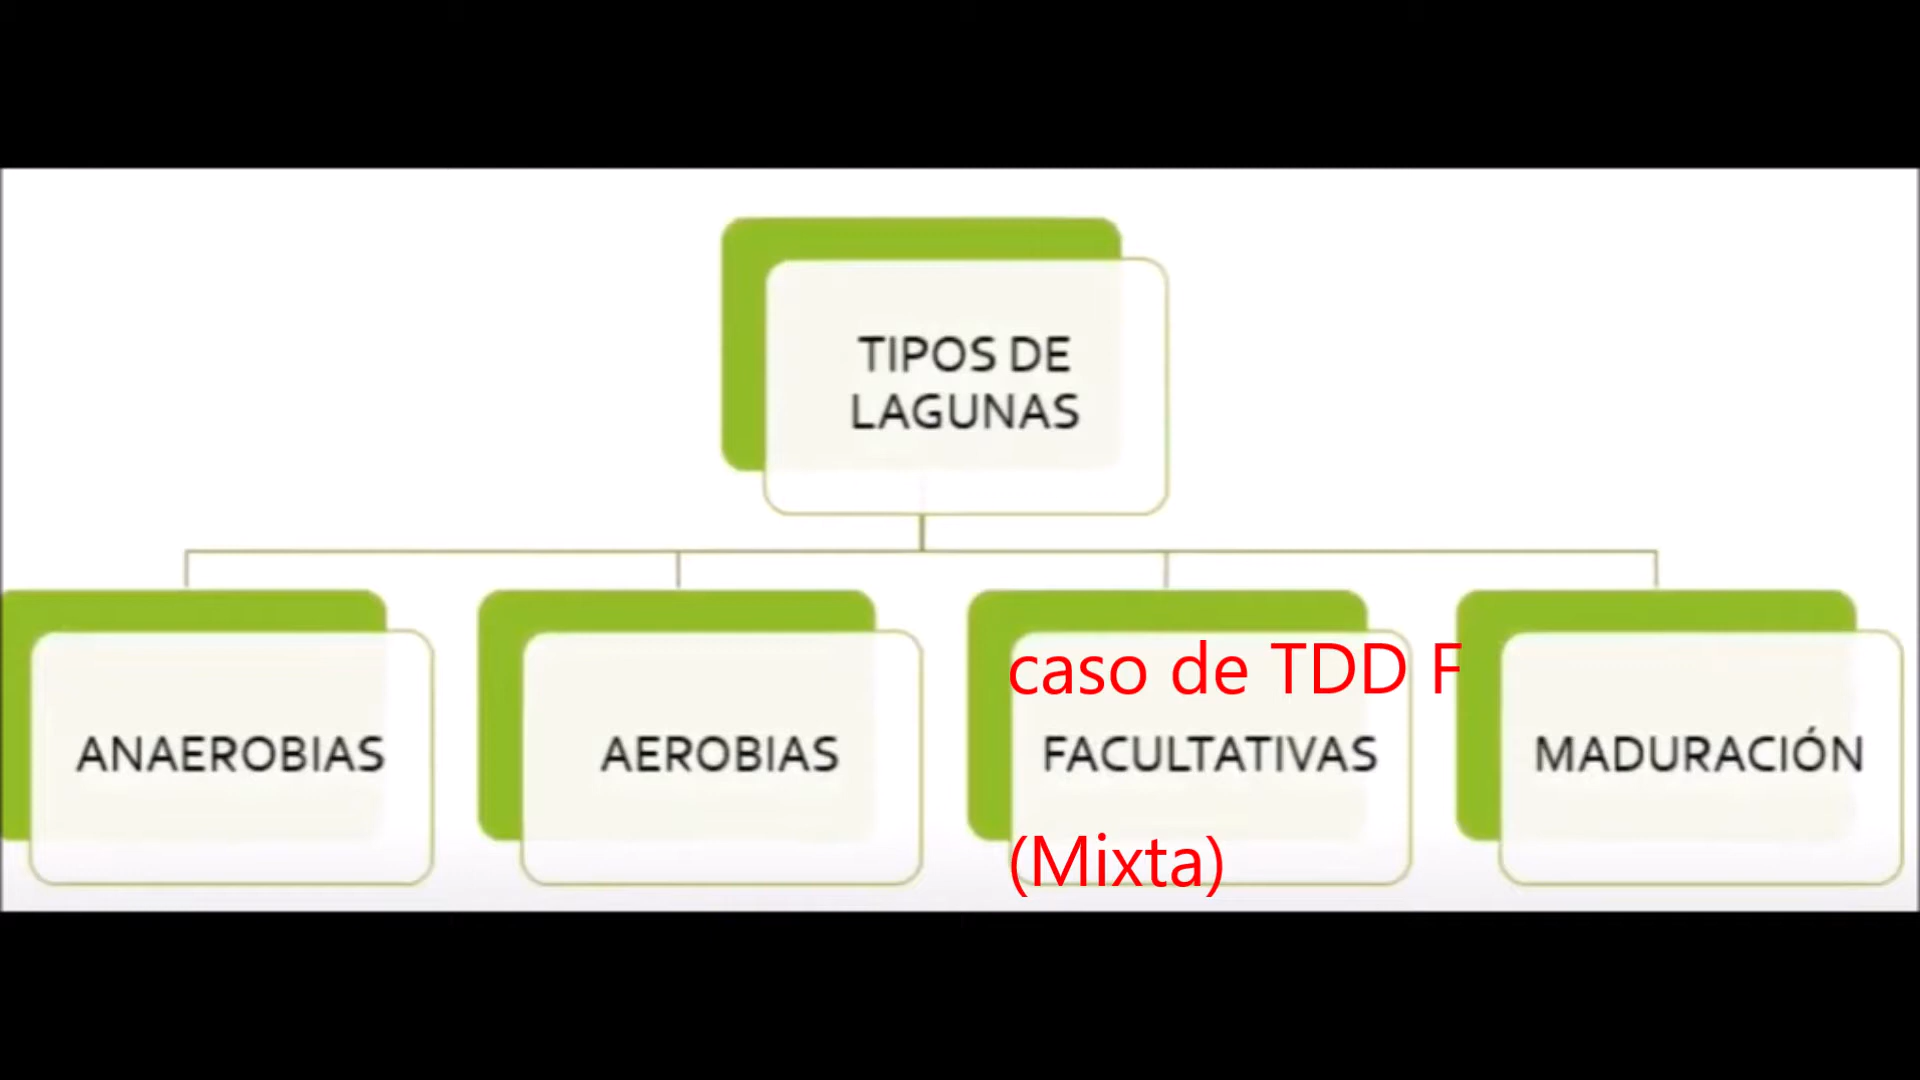 TIPOS DE
LAGUNAS
caso de TDD F
ANAEROBIAS
AEROBIAS
FACULTATIVAS
MADURACIÓN
(Mixta)